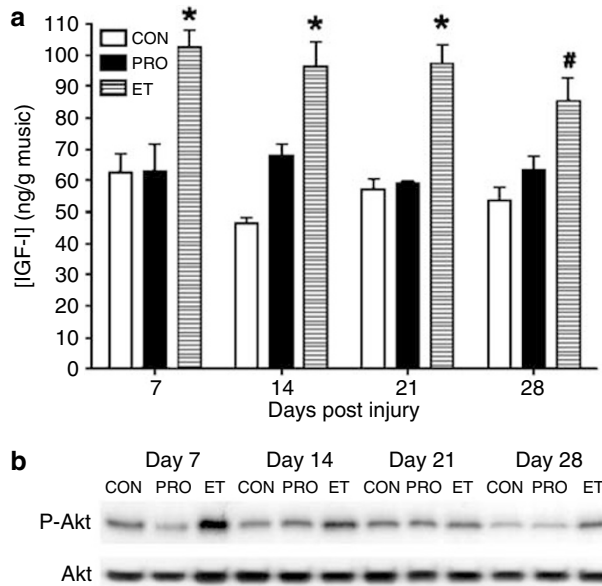 a
110
100
90
80
70
60
50
40
30
20
10
0
[IGF-I] (ng/g music)
CON
PRO
ET
*
*
*
#
7 14 21 28
Days post injury
b
Day 7 Day 14 Day 21 Day 28
CON PRO ET CON PRO ET CON PRO ET CON PRO ET
P-Akt
Akt